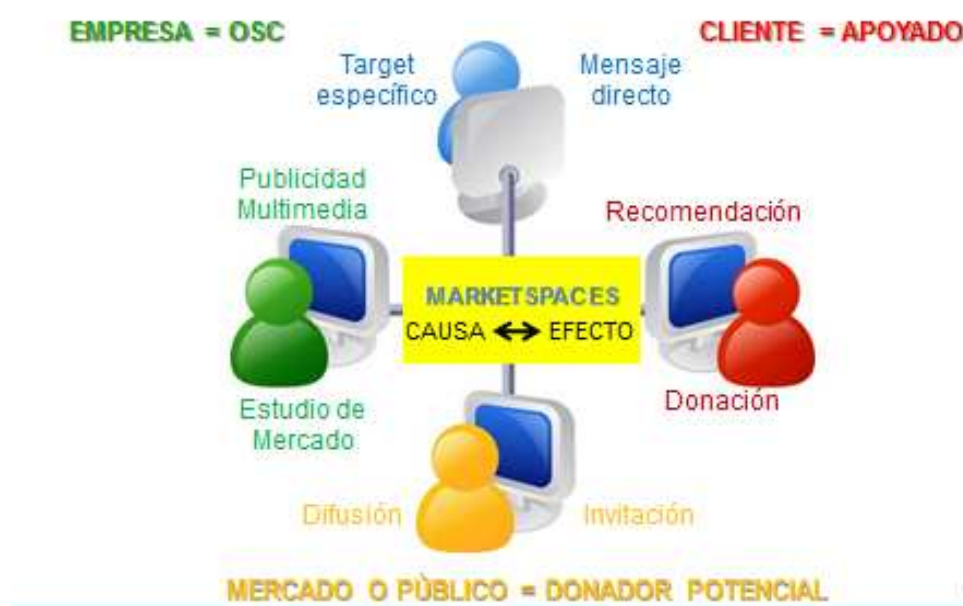 EMPRESA = OSC
CLIENTE = APOYADO
Target
específico
Mensaje
directo
Publicidad
Multimedia
Recomendación
MARKETSPACES
CAUSA ↔ EFECTO
Estudio de
Mercado
Donación
Difusión
Invitación
MERCADO O PÙBLICO = DONADOR POTENCIAL